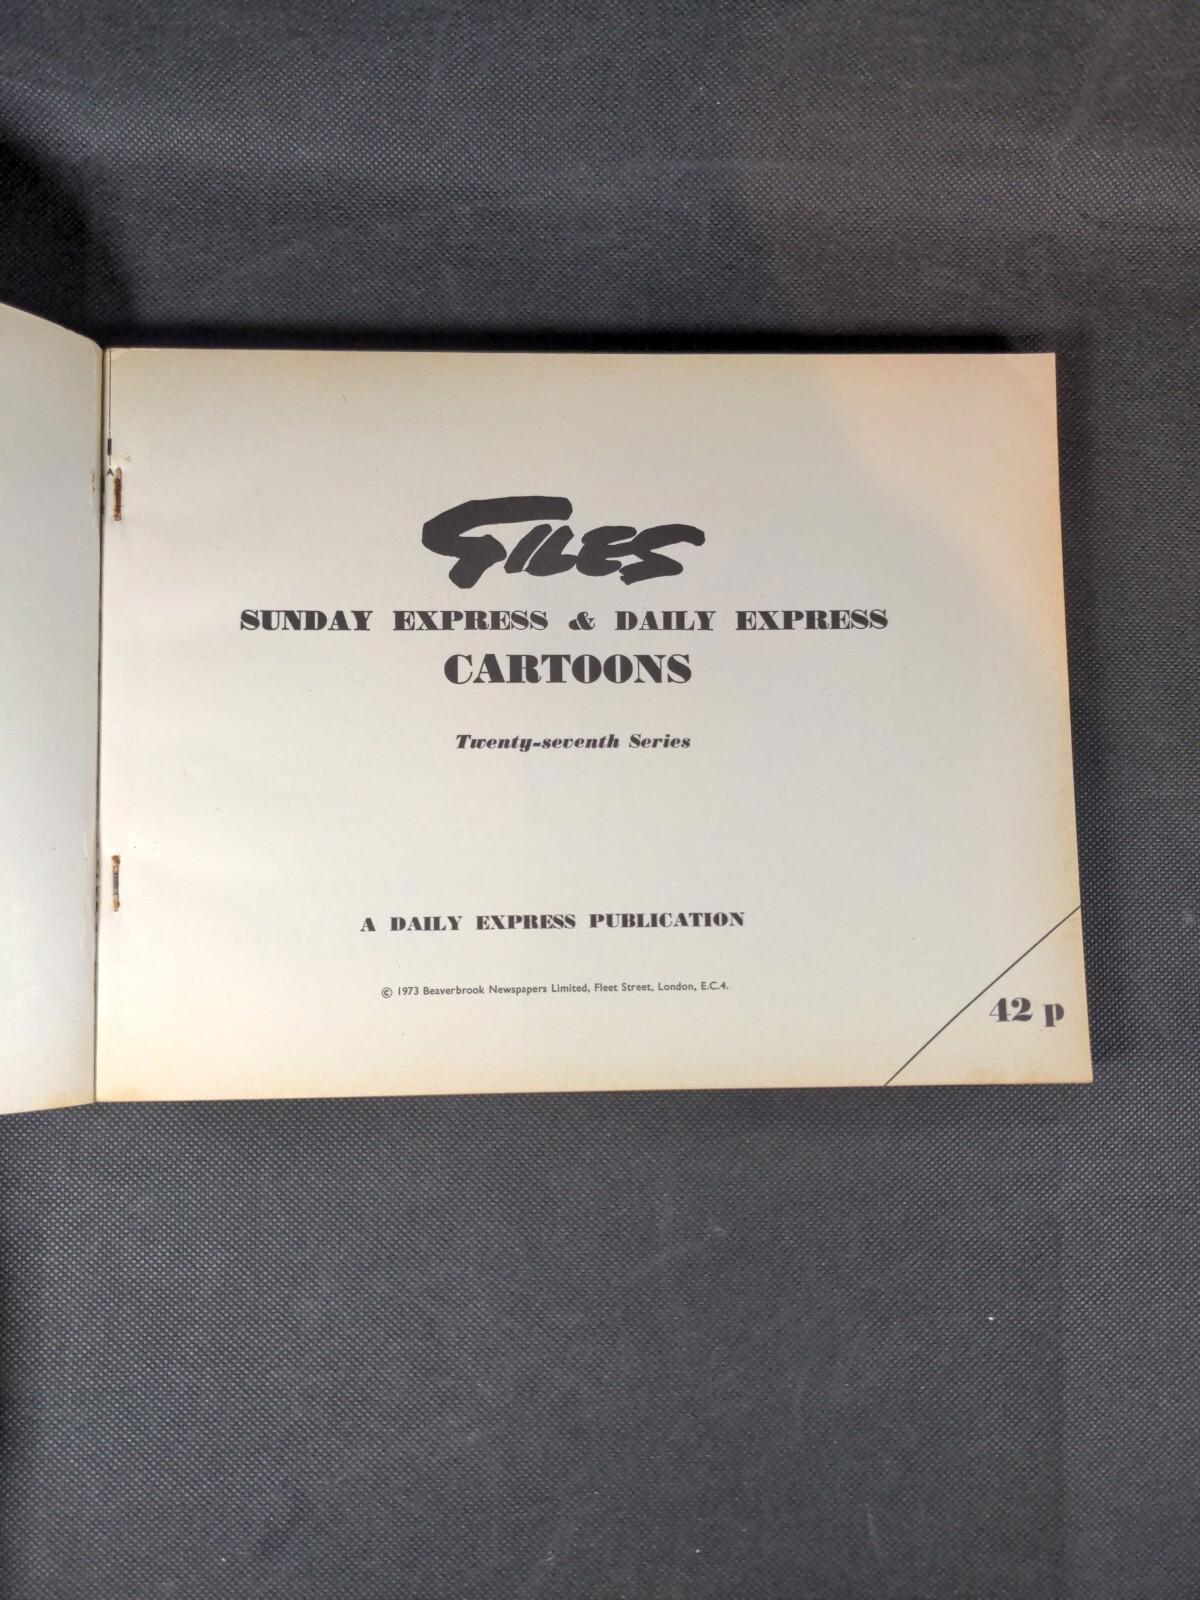 GILES
SUNDAY EXPRESS & DAILY EXPRESS
CARTOONS
Twenty-seventh Series
A DAILY EXPRESS PUBLICATION
© 1973 Beaverbrook Newspapers Limited, Fleet Street, London, E.C.4.
42 p